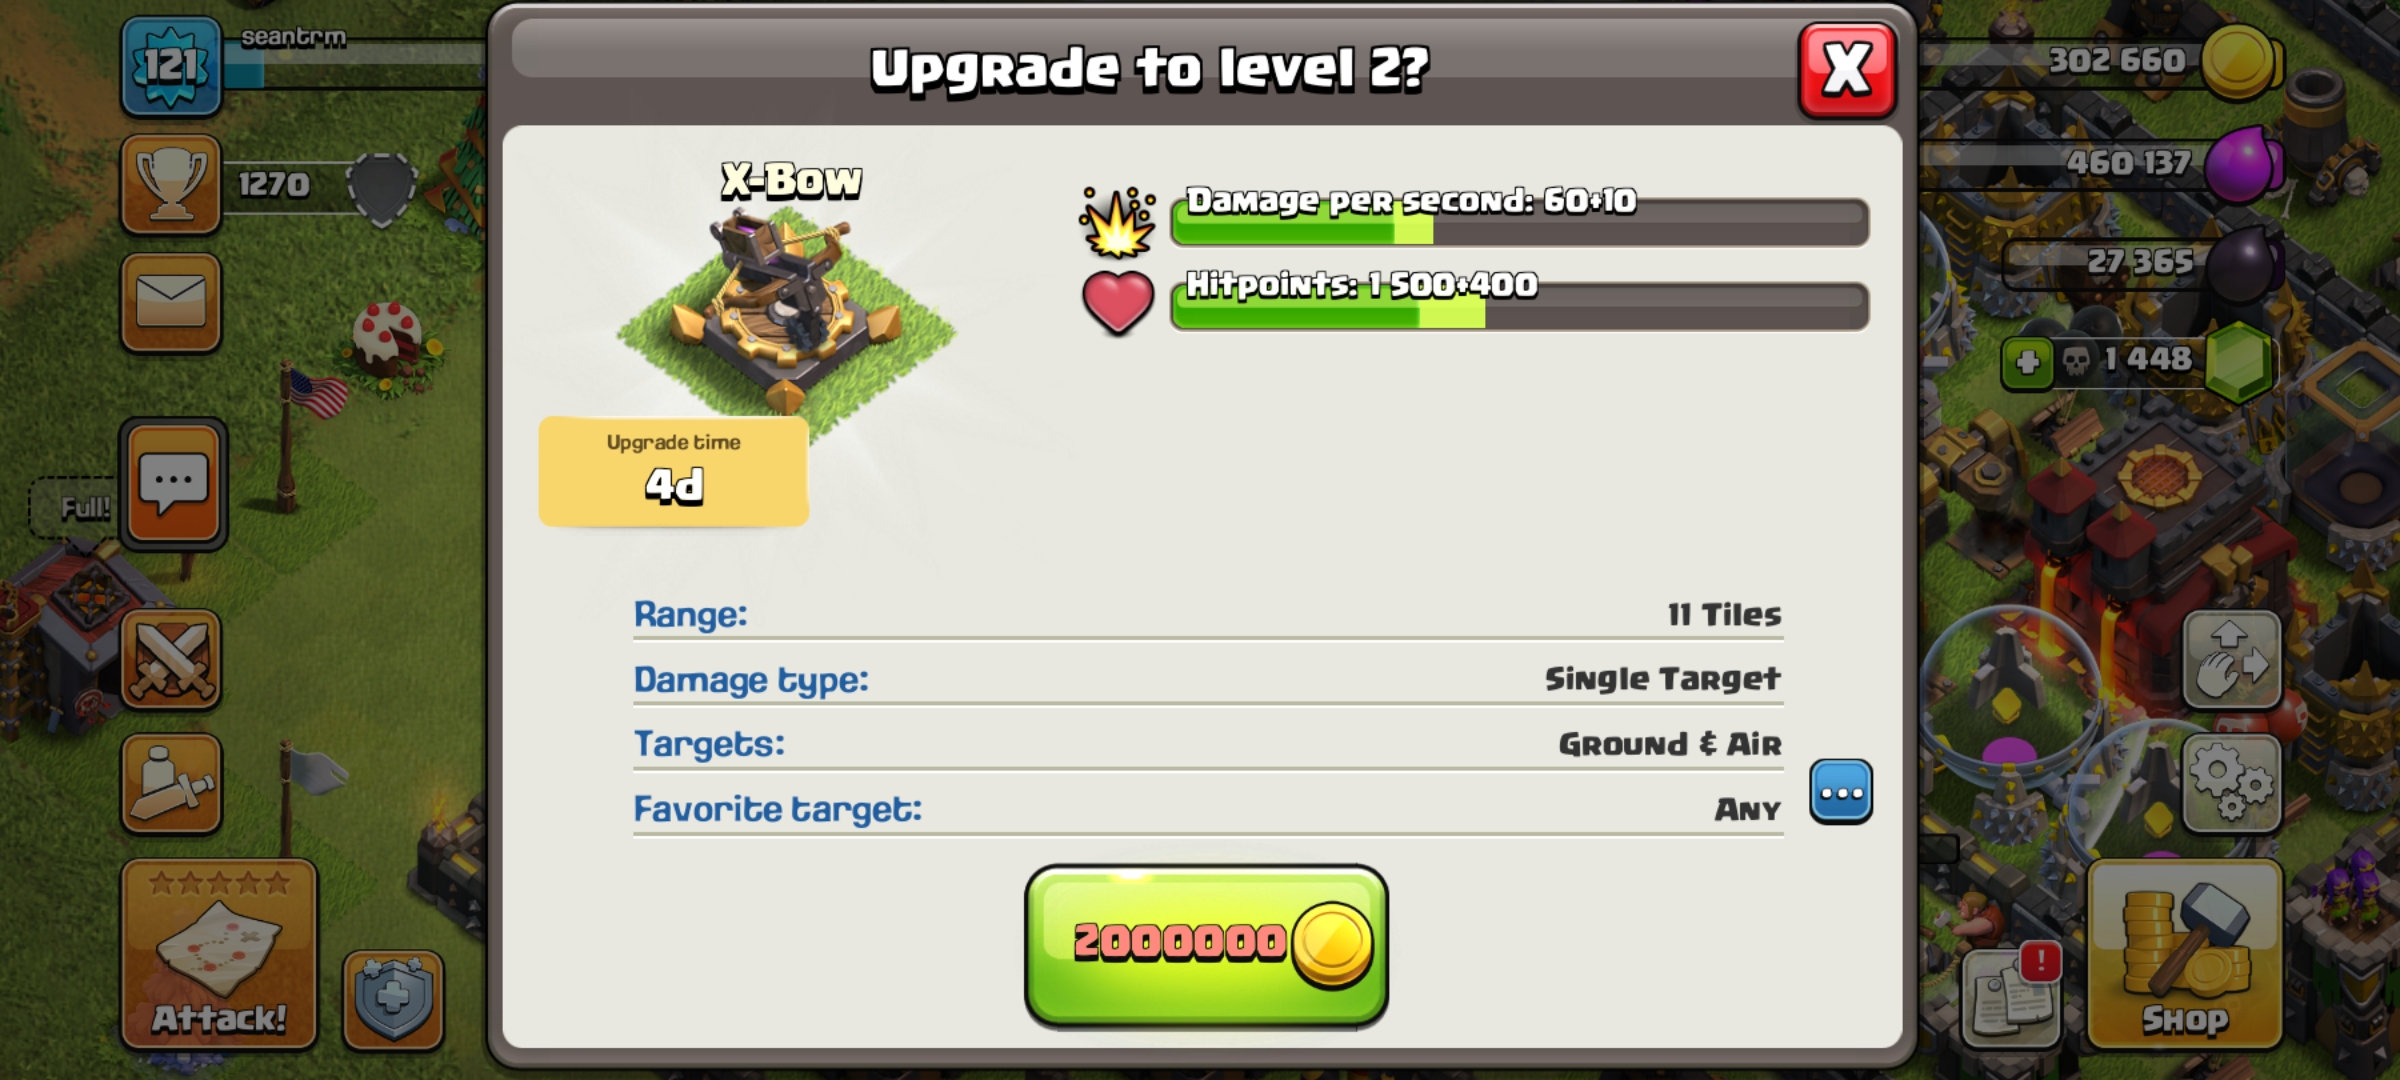 121
seantrm
Upgrade to level 2?
X
302 660
X-Bow
460 137
1270
Damage per second: 60+10
27 365
Hitpoints: 1 500+400
1 448
Upgrade time
4d
Full!
Range: 11 Tiles
Damage type: Single Target
Targets: Ground & Air
Favorite target: Any
2000000
!
Attack!
Shop